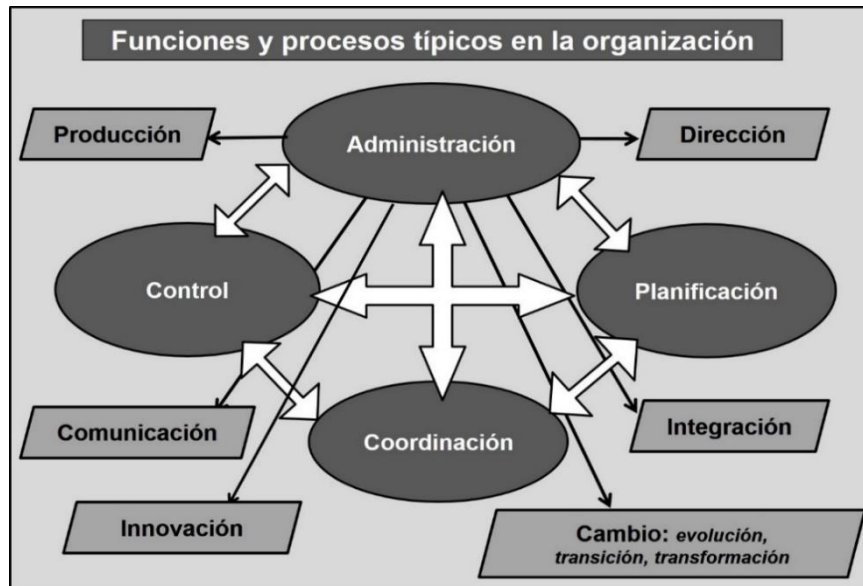 Funciones y procesos típicos en la organización
Producción
Administración
Dirección
Control
Planificación
Comunicación
Coordinación
Integración
Innovación
Cambio: evolución,
transición, transformación